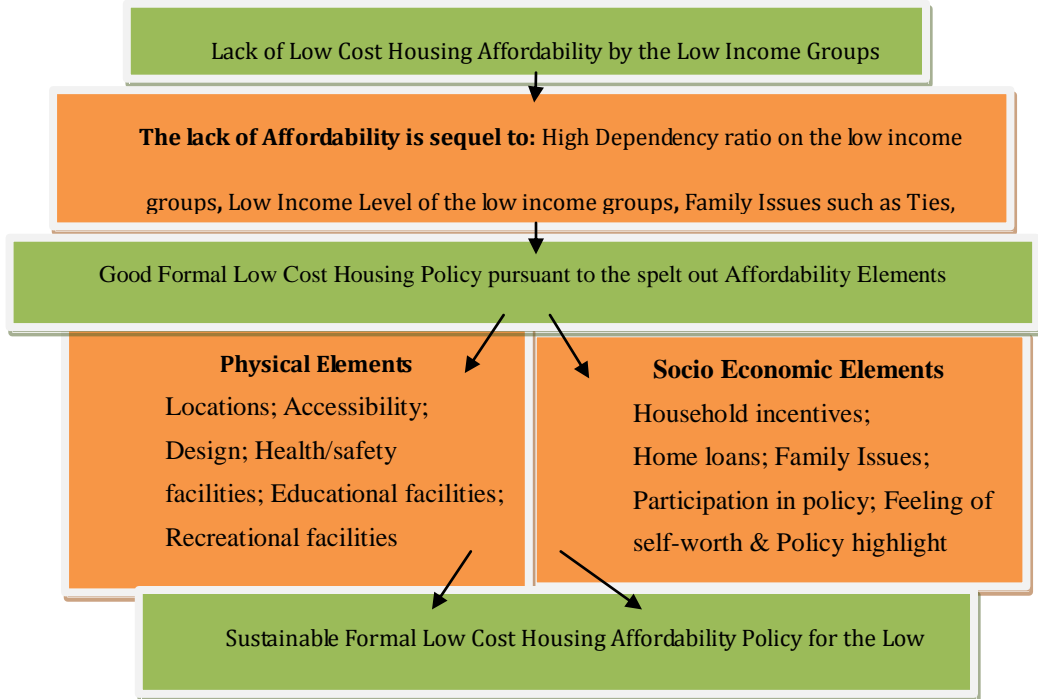 Lack of Low Cost Housing Affordability by the Low Income Groups
The lack of Affordability is sequel to: High Dependency ratio on the low income
groups, Low Income Level of the low income groups, Family Issues such as Ties,
Good Formal Low Cost Housing Policy pursuant to the spelt out Affordability Elements
Physical Elements
Locations; Accessibility;
Design; Health/safety
facilities; Educational facilities;
Recreational facilities
Socio Economic Elements
Household incentives;
Home loans; Family Issues;
Participation in policy; Feeling of
self-worth & Policy highlight
Sustainable Formal Low Cost Housing Affordability Policy for the Low